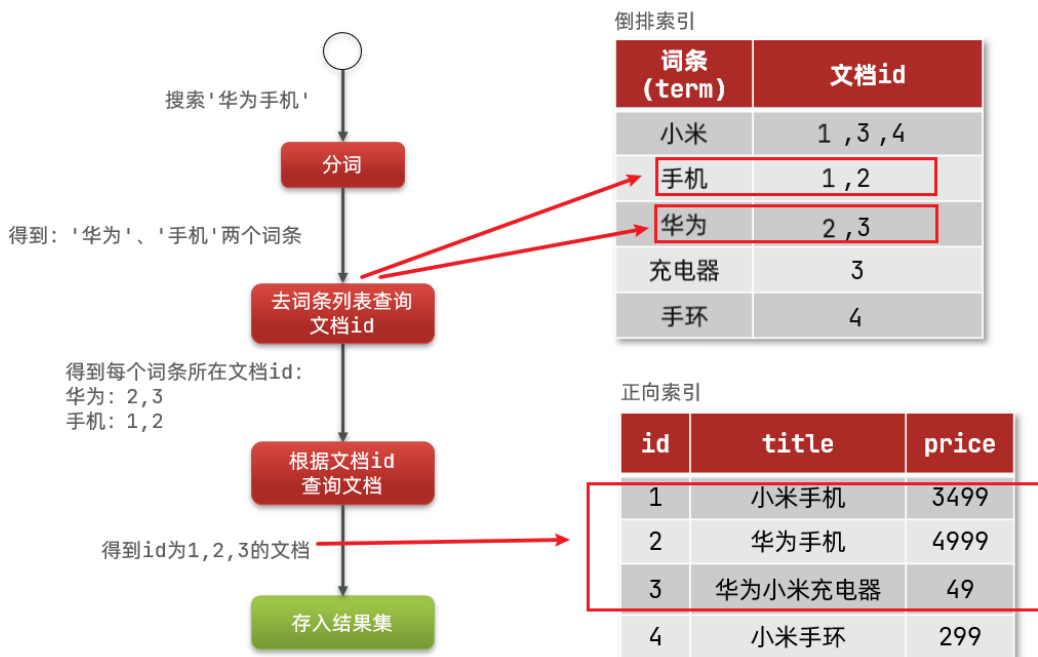 搜索'华为手机'
分词
得到：'华为'、'手机'两个词条
去词条列表查询
文档id
得到每个词条所在文档id：
华为：2,3
手机：1,2
根据文档id
查询文档
得到id为1,2,3的文档
存入结果集
倒排索引
词条
(term) 文档id
小米 1 ,3 ,4
手机 1 ,2
华为 2 ,3
充电器 3
手环 4
正向索引
id title price
1 小米手机 3499
2 华为手机 4999
3 华为小米充电器 49
4 小米手环 299